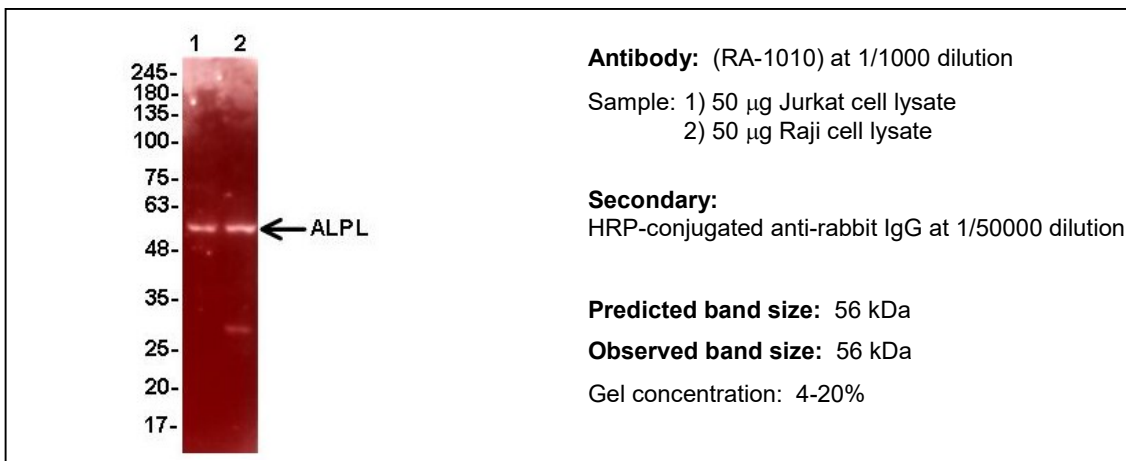 1 2
245-
180-
135-
100-
75-
63-
ALPL
48-
35-
25-
20-
17-
Antibody: (RA-1010) at 1/1000 dilution
Sample: 1) 50 μg Jurkat cell lysate
2) 50 μg Raji cell lysate
Secondary:
HRP-conjugated anti-rabbit IgG at 1/50000 dilution
Predicted band size: 56 kDa
Observed band size: 56 kDa
Gel concentration: 4-20%